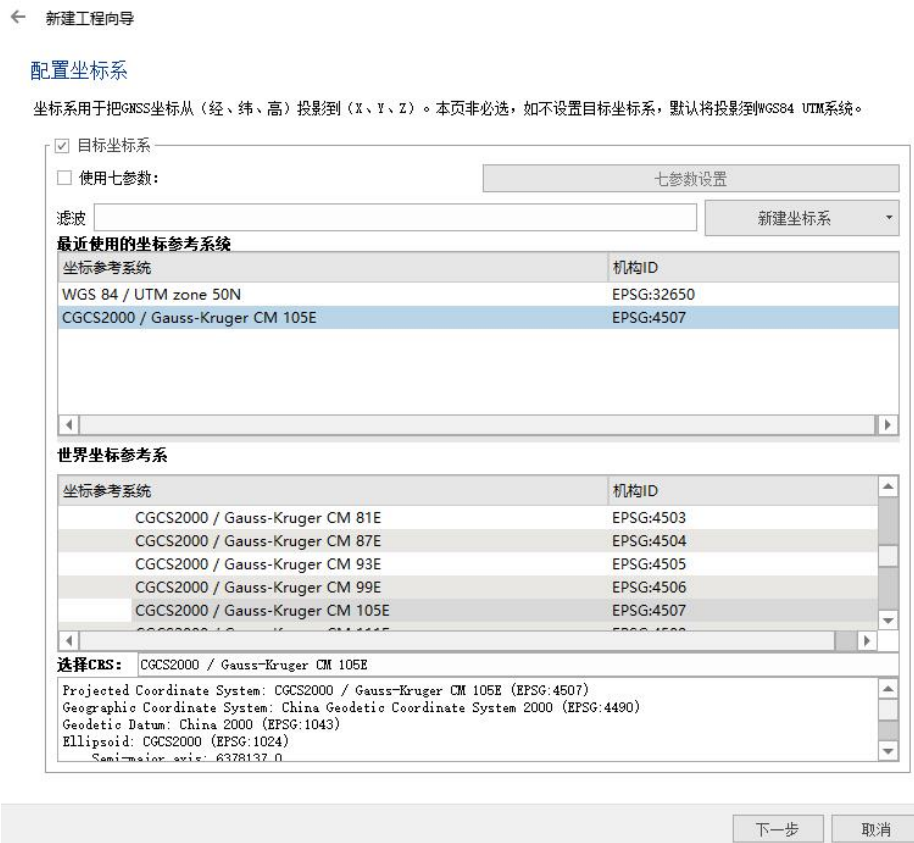 新建工程向导
配置坐标系
坐标系用于把GNSS坐标从（经、纬、高）投影到（X、Y、Z）。本页非必选，如不设置目标坐标系，默认将投影到WGS84 UTM系统。
目标坐标系
使用七参数： 七参数设置
滤波 新建坐标系
最近使用的坐标参考系统
坐标参考系统 机构ID
WGS 84 / UTM zone 50N EPSG:32650
CGCS2000 / Gauss-Kruger CM 105E EPSG:4507
世界坐标参考系
坐标参考系统 机构ID
CGCS2000 / Gauss-Kruger CM 81E EPSG:4503
CGCS2000 / Gauss-Kruger CM 87E EPSG:4504
CGCS2000 / Gauss-Kruger CM 93E EPSG:4505
CGCS2000 / Gauss-Kruger CM 99E EPSG:4506
CGCS2000 / Gauss-Kruger CM 105E EPSG:4507
选择CRS： CGCS2000 / Gauss-Kruger CM 105E
Projected Coordinate System: CGCS2000 / Gauss-Kruger CM 105E (EPSG:4507)
Geographic Coordinate System: China Geodetic Coordinate System 2000 (EPSG:4490)
Geodetic Datum: China 2000 (EPSG:1043)
Ellipsoid: CGCS2000 (EPSG:1024)
Semi-major axis: 6378137.0
下一步 取消